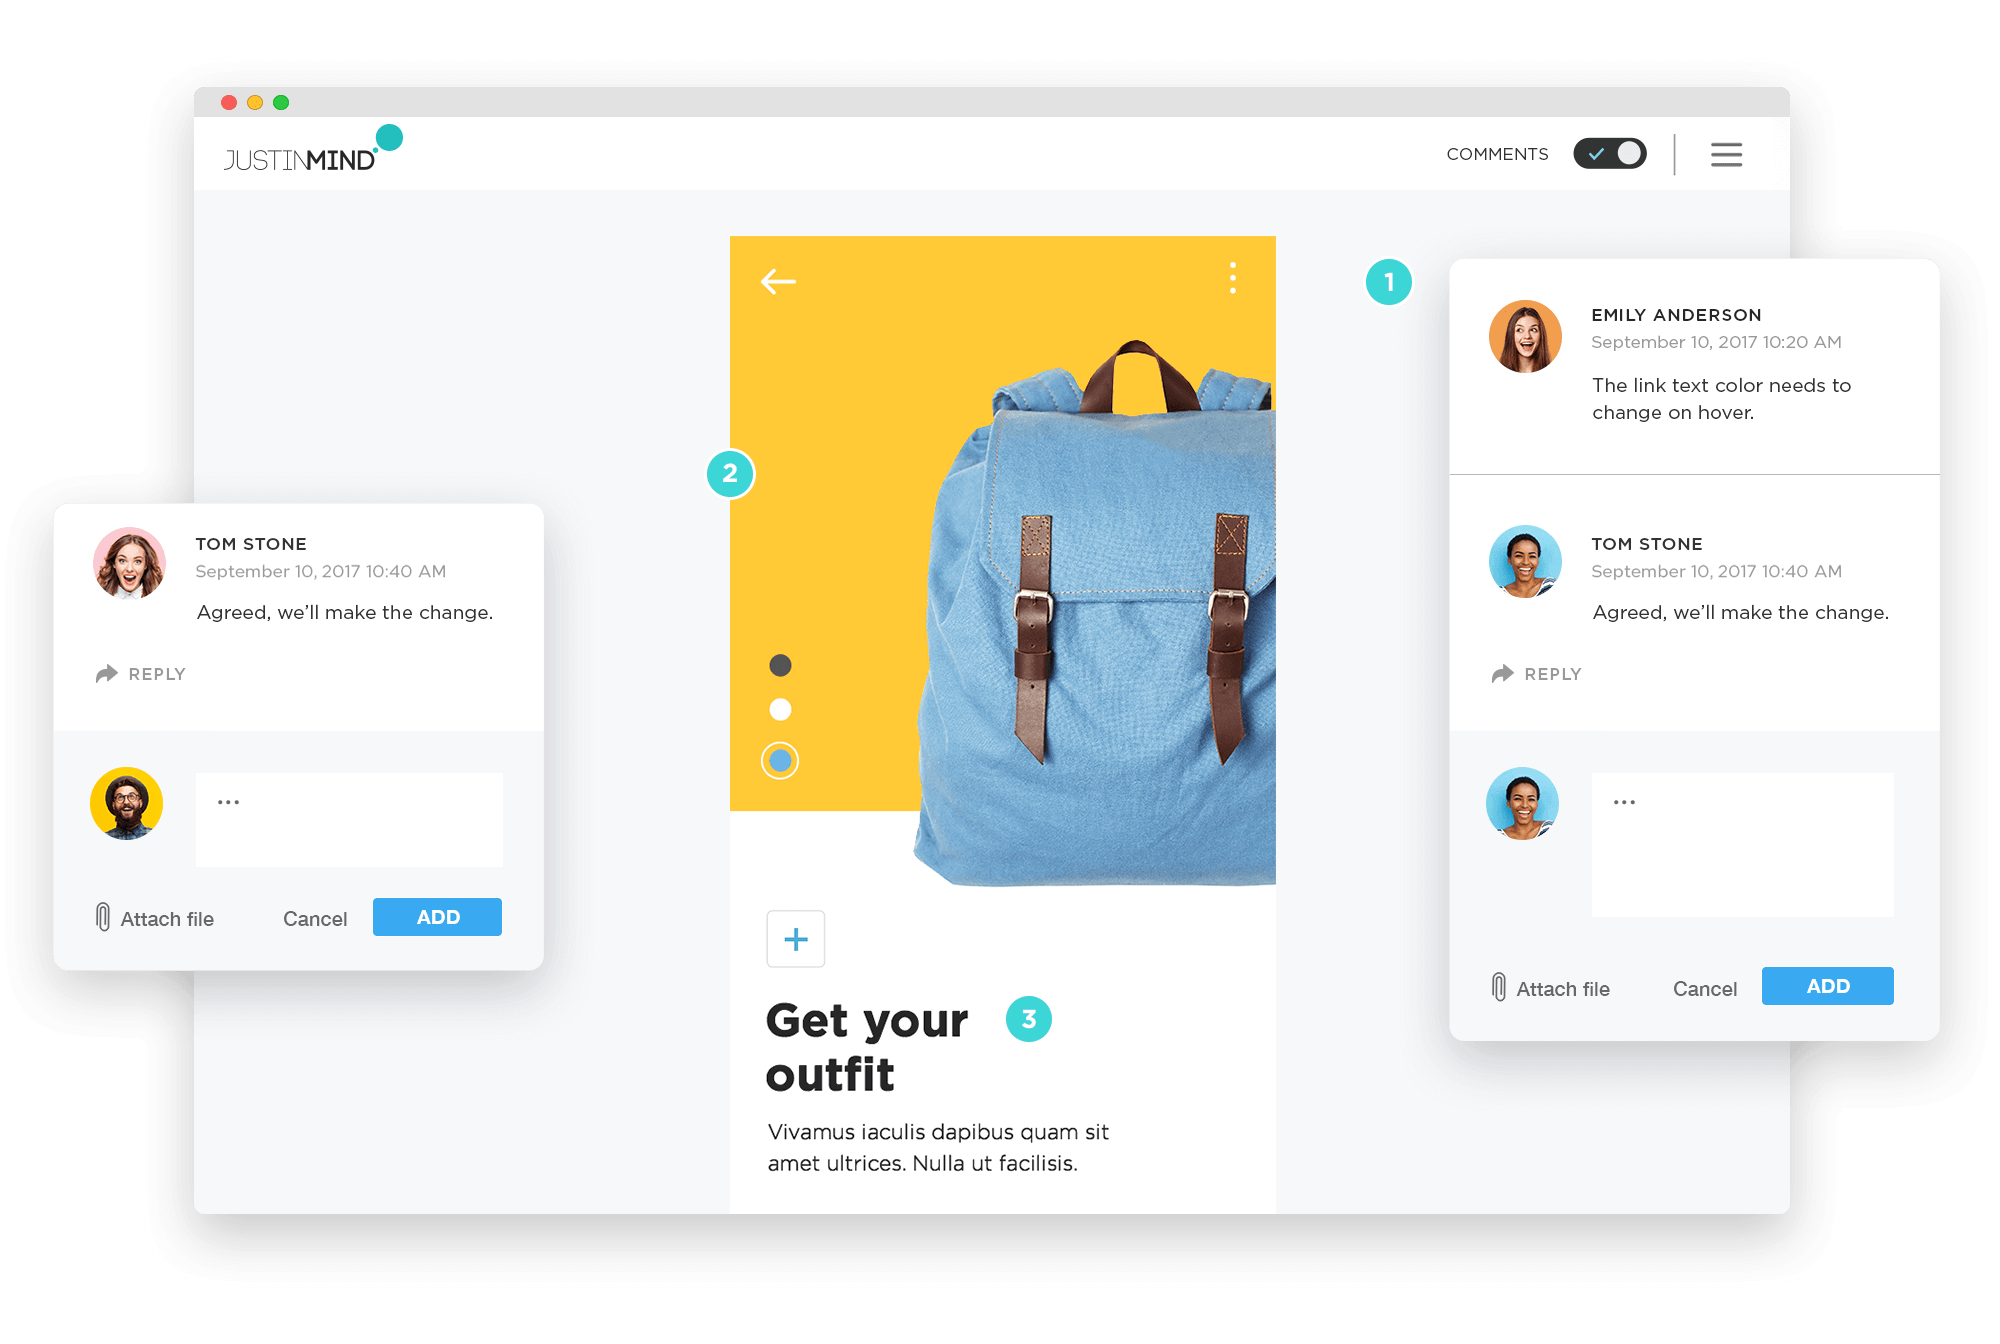 JUSTINMIND
COMMENTS
1
EMILY ANDERSON
September 10, 2017 10:20 AM
The link text color needs to
change on hover.
TOM STONE
September 10, 2017 10:40 AM
Agreed, we’ll make the change.
REPLY
...
Attach file
Cancel
ADD
2
TOM STONE
September 10, 2017 10:40 AM
Agreed, we’ll make the change.
REPLY
...
Attach file
Cancel
ADD
Get your
outfit
3
Vivamus iaculis dapibus quam sit
amet ultrices. Nulla ut facilisis.